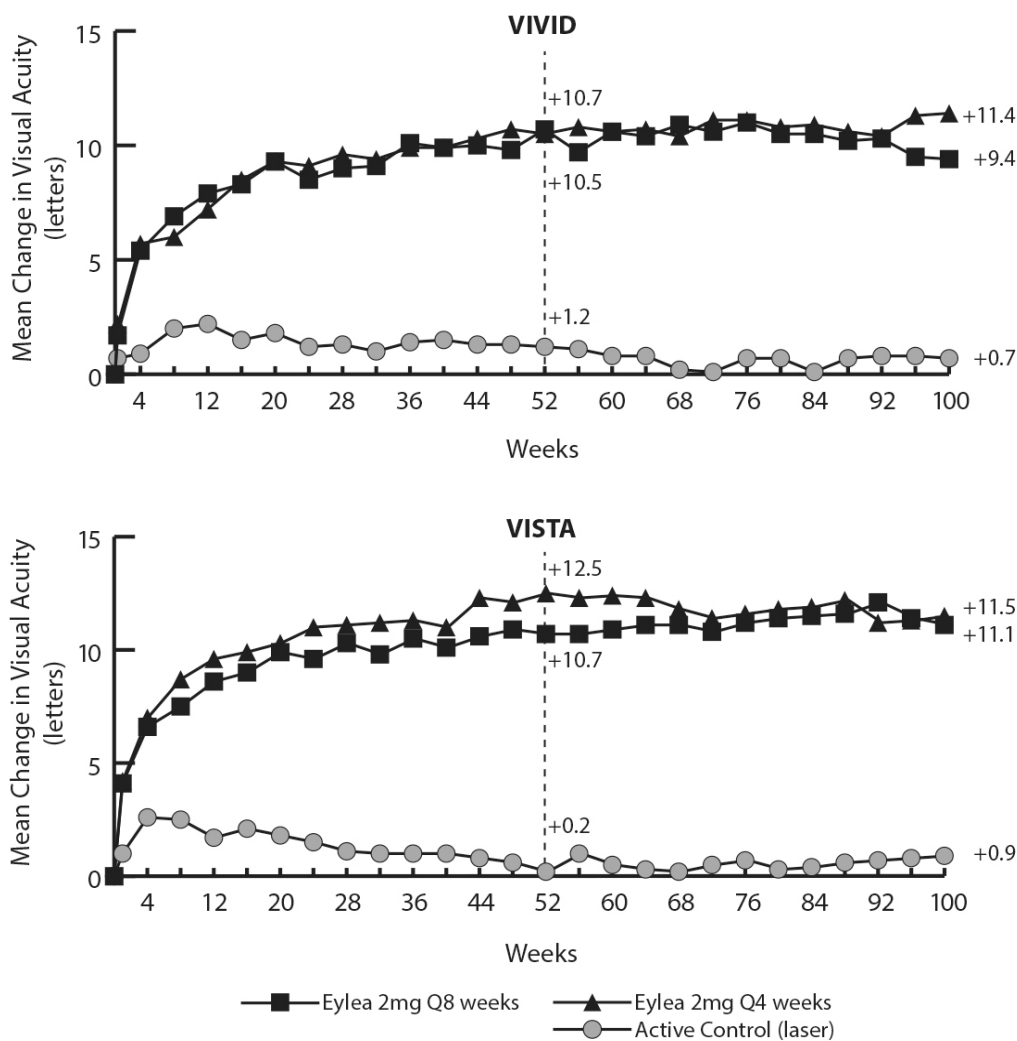 VIVID
15
10
5
0
Mean Change in Visual Acuity
(letters)
+10.7
+10.5
+1.2
+11.4
+9.4
+0.7
4 12 20 28 36 44 52 60 68 76 84 92 100
Weeks
VISTA
15
10
5
0
Mean Change in Visual Acuity
(letters)
+12.5
+10.7
+0.2
+11.5
+11.1
+0.9
4 12 20 28 36 44 52 60 68 76 84 92 100
Weeks
Eylea 2mg Q8 weeks
Eylea 2mg Q4 weeks
Active Control (laser)